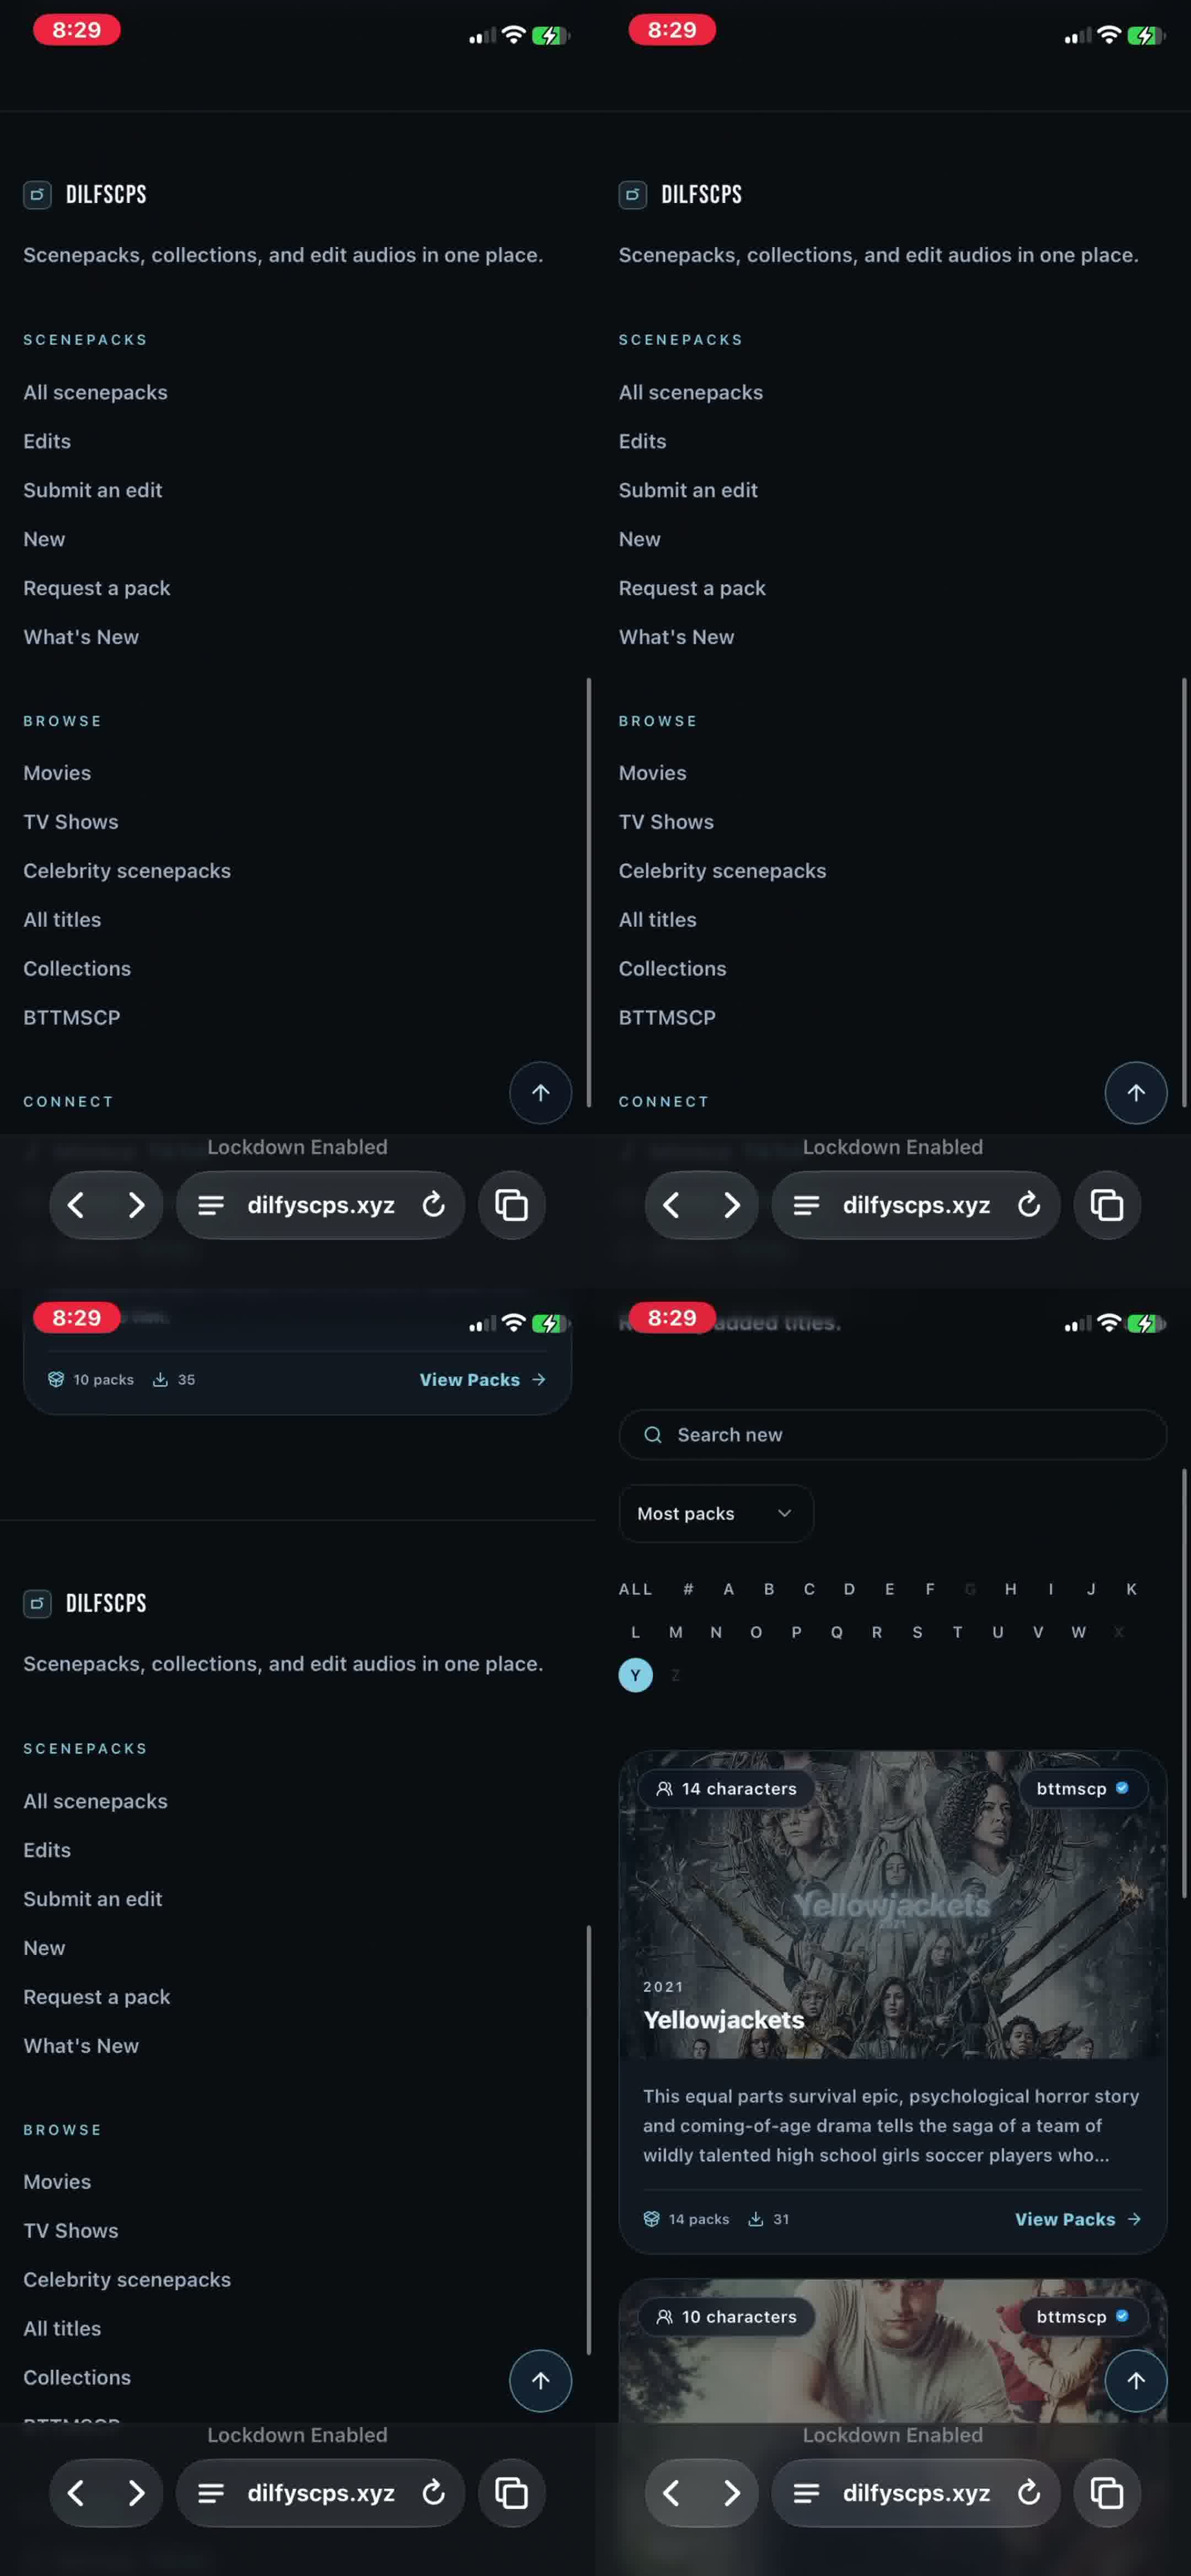 8:29
DILFSCPS
Scenepacks, collections, and edit audios in one place.
SCENEPACKS
All scenepacks
Edits
Submit an edit
New
Request a pack
What's New
BROWSE
Movies
TV Shows
Celebrity scenepacks
All titles
Collections
BTTMSCP
CONNECT
Lockdown Enabled
dilfyscps.xyz
8:29
DILFSCPS
Scenepacks, collections, and edit audios in one place.
SCENEPACKS
All scenepacks
Edits
Submit an edit
New
Request a pack
What's New
BROWSE
Movies
TV Shows
Celebrity scenepacks
All titles
Collections
BTTMSCP
CONNECT
Lockdown Enabled
dilfyscps.xyz
8:29
10 packs 35 View Packs
DILFSCPS
Scenepacks, collections, and edit audios in one place.
SCENEPACKS
All scenepacks
Edits
Submit an edit
New
Request a pack
What's New
BROWSE
Movies
TV Shows
Celebrity scenepacks
All titles
Collections
BTTMSCP
Lockdown Enabled
dilfyscps.xyz
8:29
added titles.
Search new
Most packs
ALL # A B C D E F G H I J K
L M N O P Q R S T U V W X
Y Z
14 characters bttmscp
Yellowjackets
2021
Yellowjackets
This equal parts survival epic, psychological horror story
and coming-of-age drama tells the saga of a team of
wildly talented high school girls soccer players who...
14 packs 31 View Packs
10 characters bttmscp
Lockdown Enabled
dilfyscps.xyz